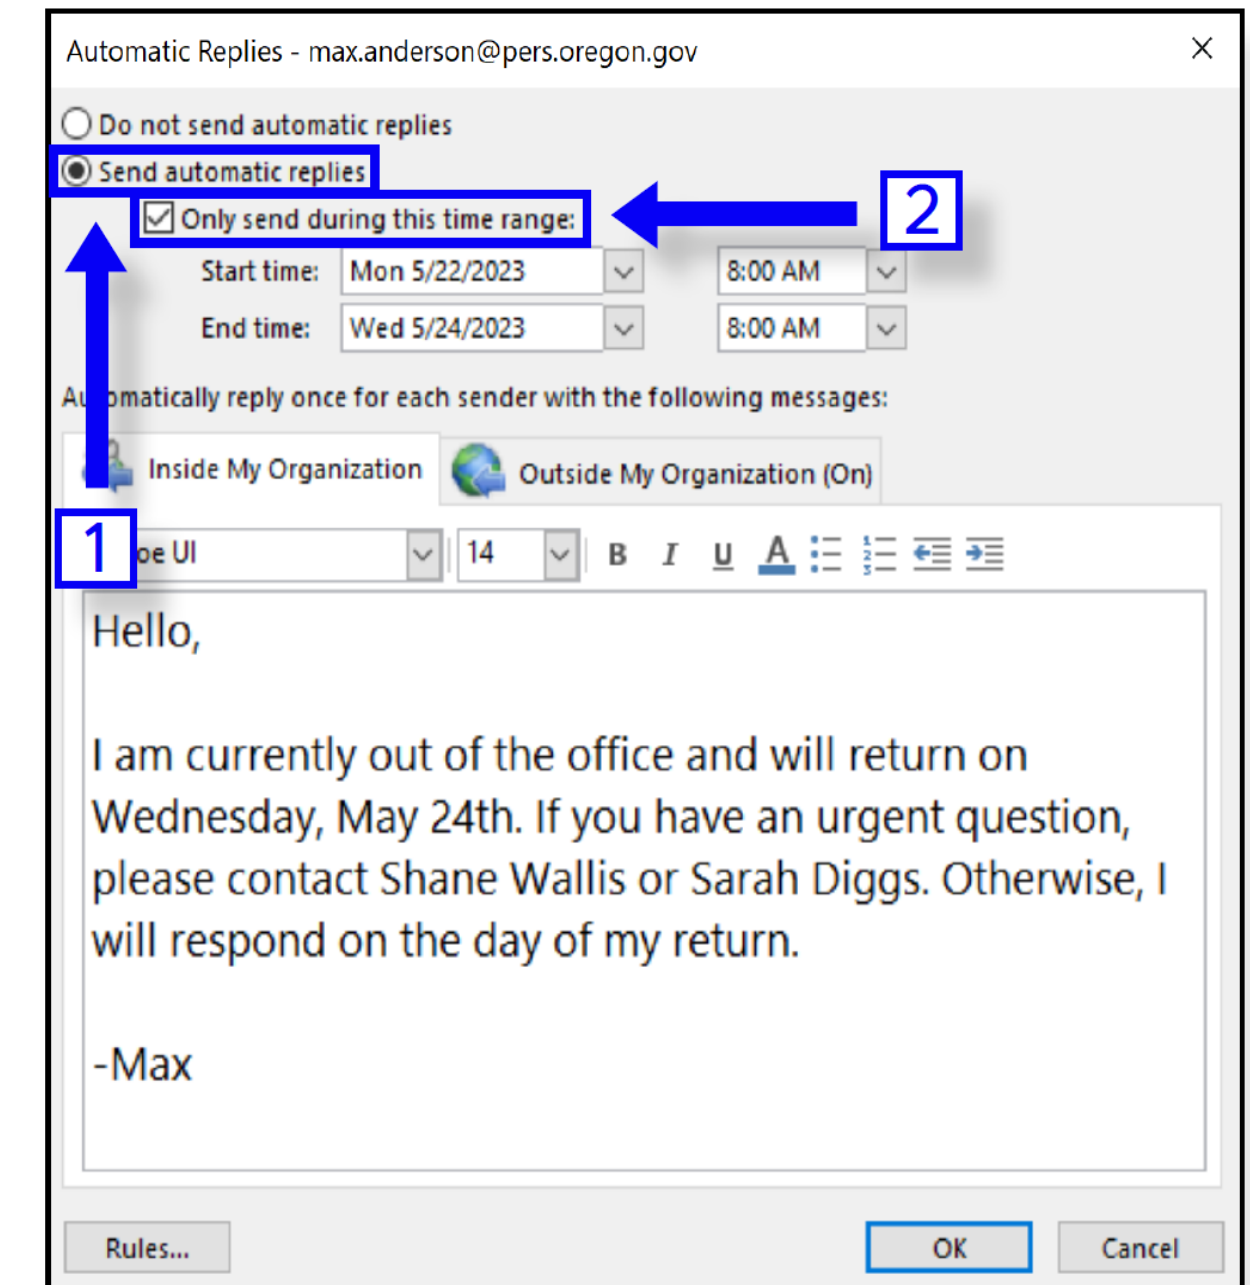 Automatic Replies - max.anderson@pers.oregon.gov
Do not send automatic replies
Send automatic replies
Only send during this time range:
2
Start time: Mon 5/22/2023 8:00 AM
End time: Wed 5/24/2023 8:00 AM
Automatically reply once for each sender with the following messages:
Inside My Organization Outside My Organization (On)
1
UI 14 B I U A
Hello,
I am currently out of the office and will return on
Wednesday, May 24th. If you have an urgent question,
please contact Shane Wallis or Sarah Diggs. Otherwise, I
will respond on the day of my return.
-Max
Rules... OK Cancel